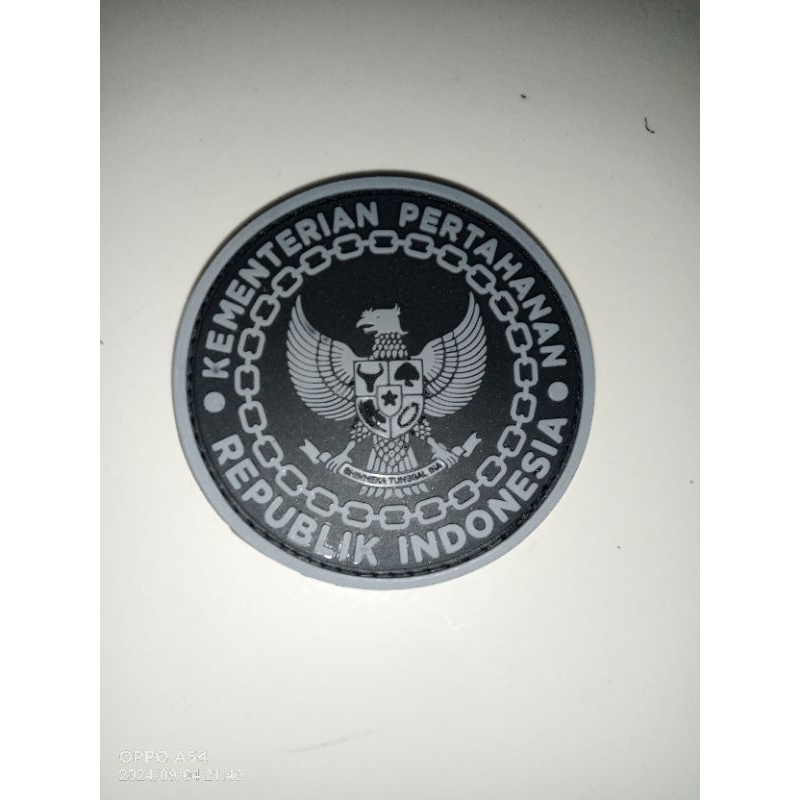 KEMENTERIAN PERTAHANAN
BHINNEKA TUNGGAL IKA
REPUBLIK INDONESIA
OPPO A54
2024/09/04 21:40